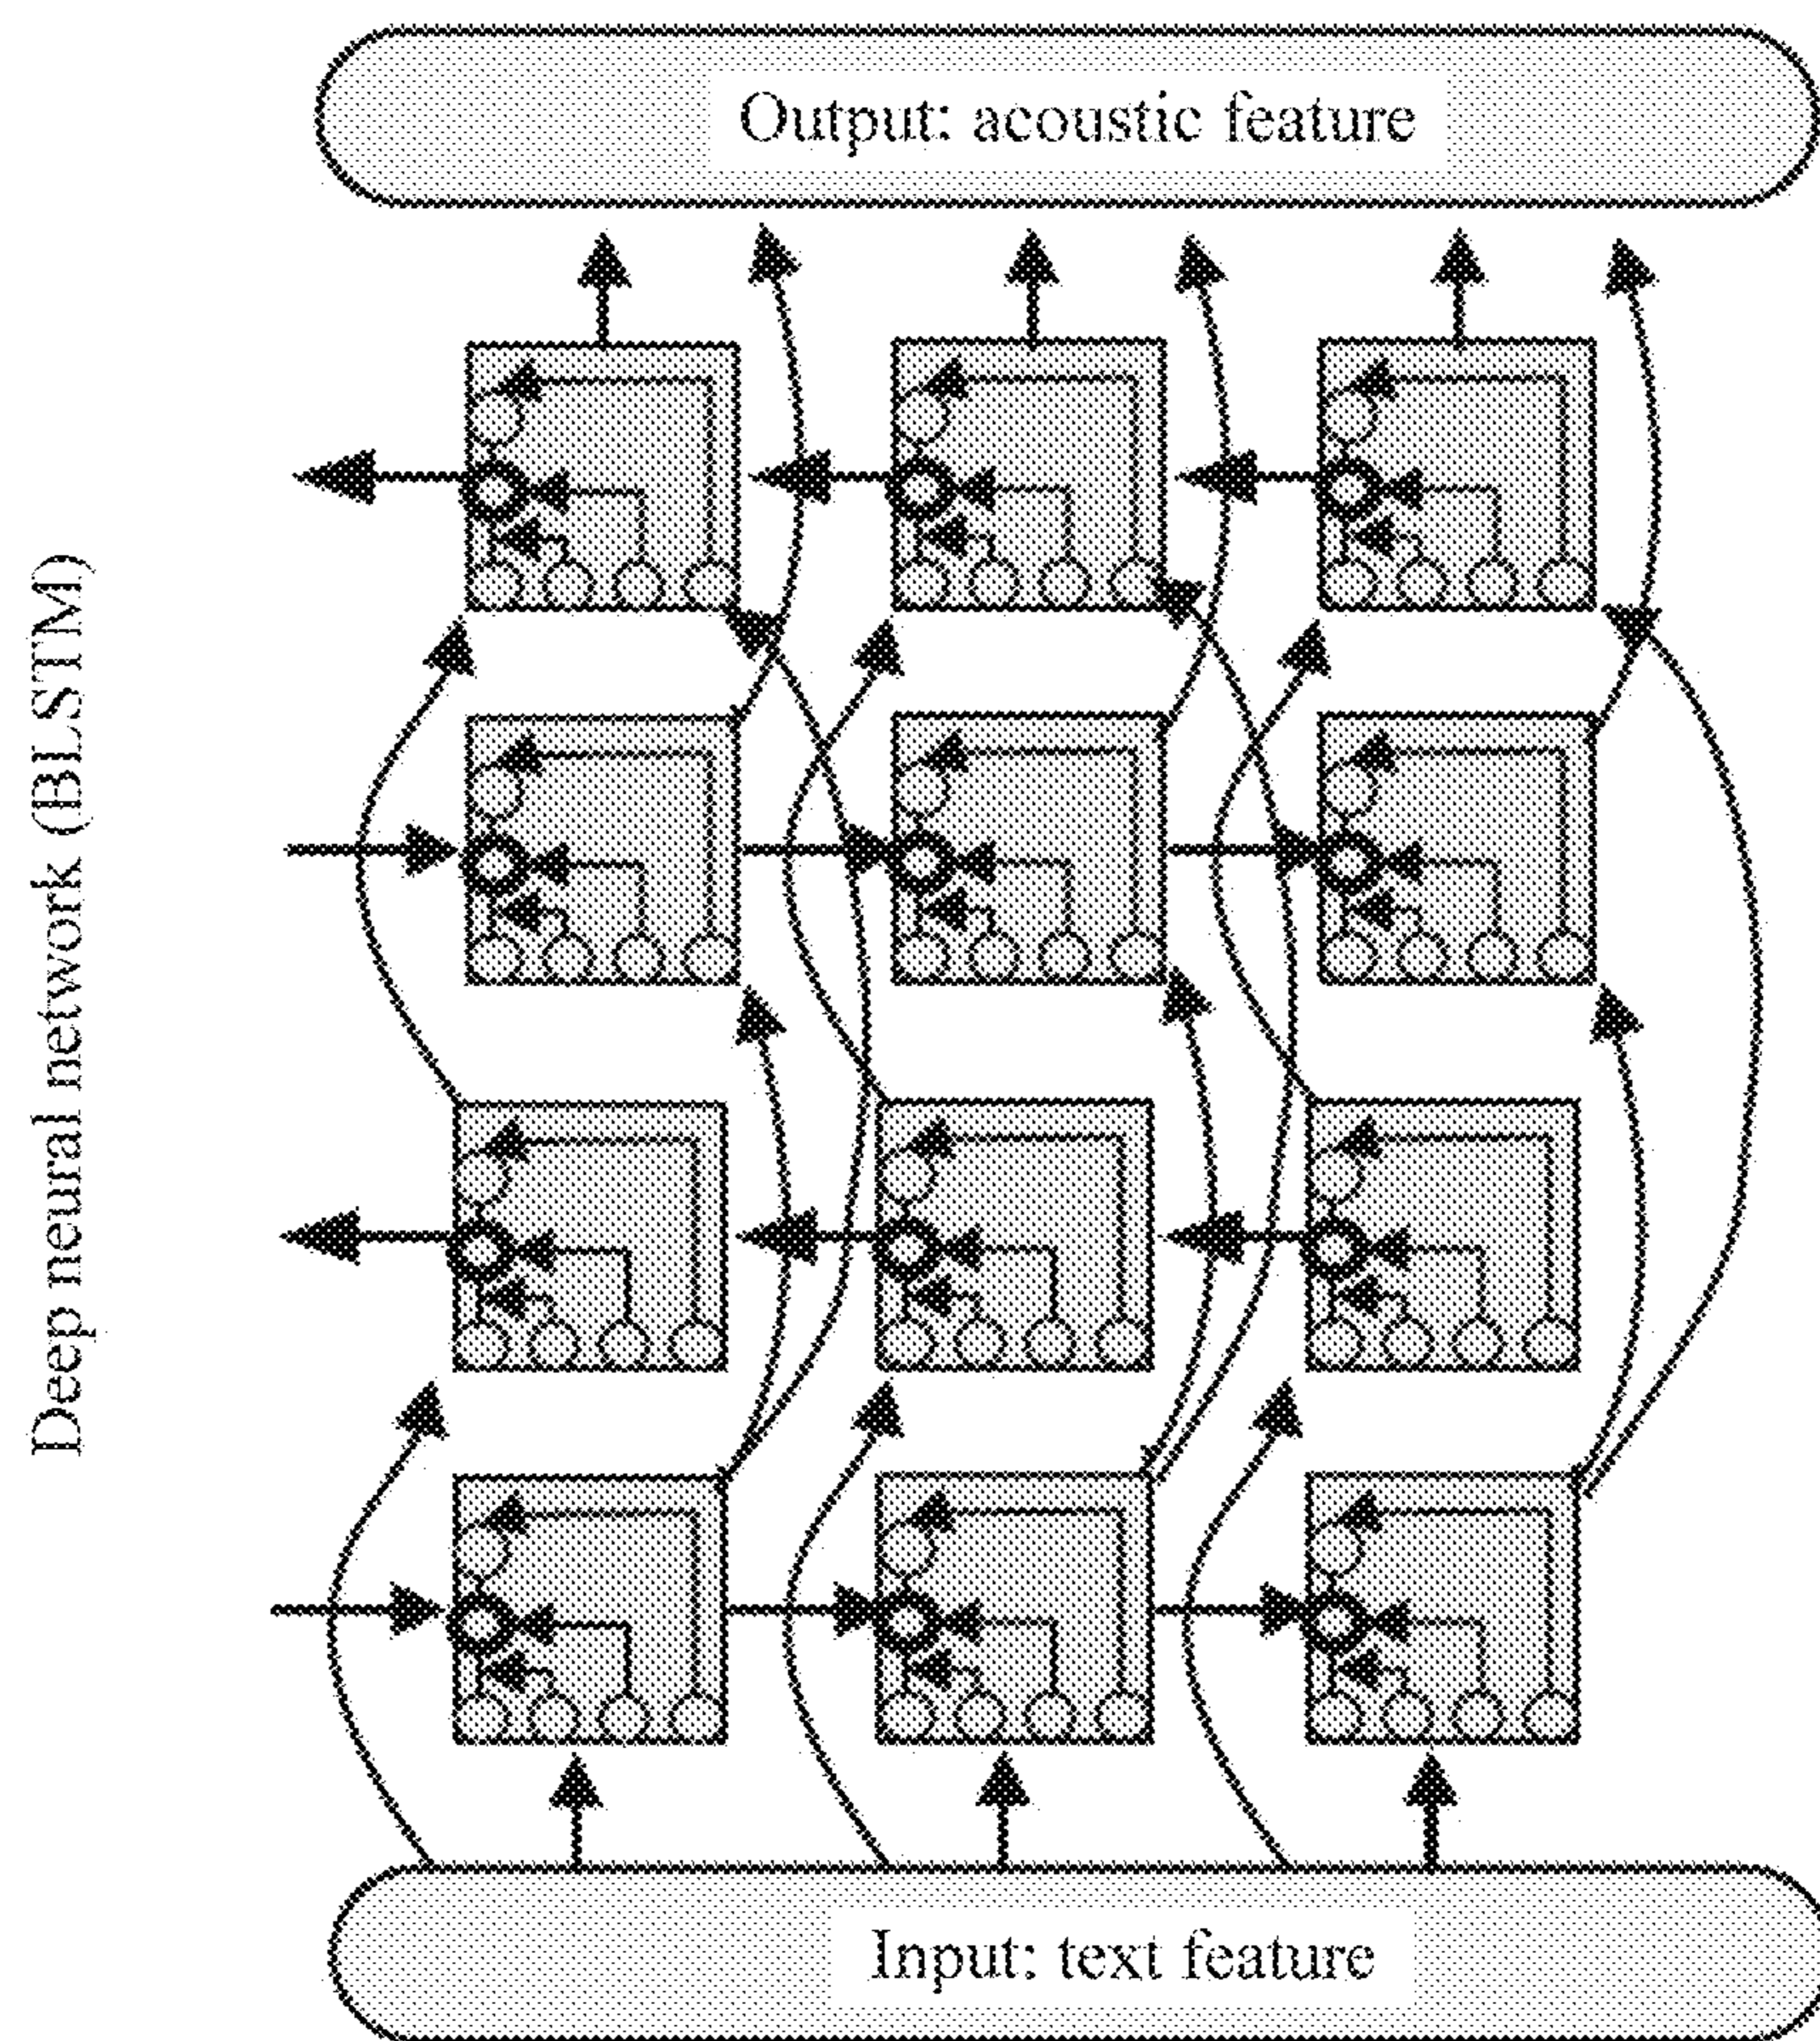 Output: acoustic feature
Deep neural network (BLSTM)
Input: text feature